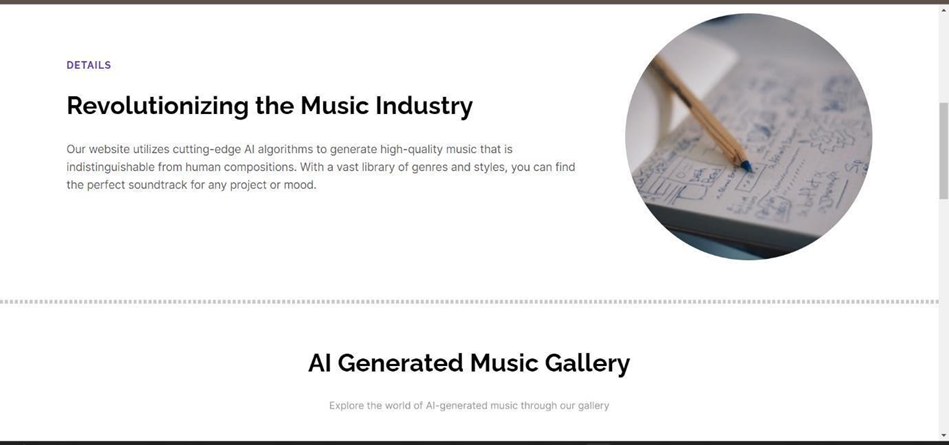 DETAILS
Revolutionizing the Music Industry
Our website utilizes cutting-edge AI algorithms to generate high-quality music that is
indistinguishable from human compositions. With a vast library of genres and styles, you can find
the perfect soundtrack for any project or mood.
AI Generated Music Gallery
Explore the world of AI-generated music through our gallery